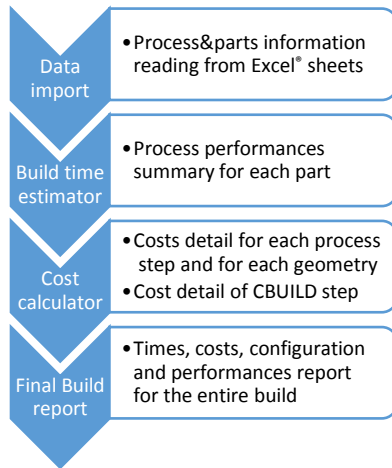 Data
import
•Process&parts information
reading from Excel® sheets
Build time
estimator
•Process performances
summary for each part
Cost
calculator
•Costs detail for each process
step and for each geometry
•Cost detail of CBUILD step
Final Build
report
•Times, costs, configuration
and performances report
for the entire build